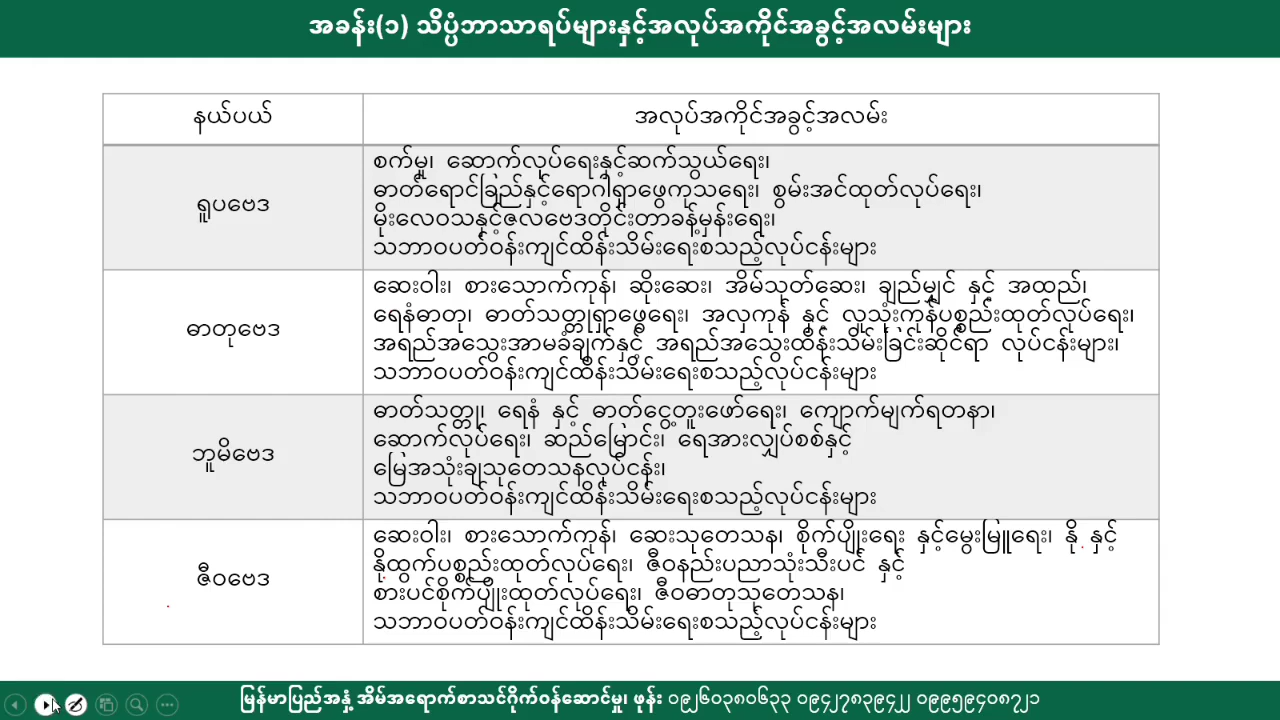 အခန်း(၁) သိပ္ပံဘာသာရပ်များနှင့်အလုပ်အကိုင်အခွင့်အလမ်းများ
နယ်ပယ်
အလုပ်အကိုင်အခွင့်အလမ်း
ရူပဗေဒ
စက်မှု၊ ဆောက်လုပ်ရေးနှင့်ဆက်သွယ်ရေး၊
ဓာတ်ရောင်ခြည်နှင့်ရောဂါရှာဖွေကုသရေး၊ စွမ်းအင်ထုတ်လုပ်ရေး၊
မိုးလေဝသနှင့်ဇလဗေဒတိုင်းတာခန့်မှန်းရေး၊
သဘာဝပတ်ဝန်းကျင်ထိန်းသိမ်းရေးစသည့်လုပ်ငန်းများ
ဓာတုဗေဒ
ဆေးဝါး၊ စားသောက်ကုန်၊ ဆိုးဆေး၊ အိမ်သုတ်ဆေး၊ ချည်မျှင် နှင့် အထည်၊
ရေနံဓာတု၊ ဓာတ်သတ္တုရှာဖွေရေး၊ အလှကုန် နှင့် လူသုံးကုန်ပစ္စည်းထုတ်လုပ်ရေး၊
အရည်အသွေးအာမခံချက်နှင့် အရည်အသွေးထိန်းသိမ်းခြင်းဆိုင်ရာ လုပ်ငန်းများ၊
သဘာဝပတ်ဝန်းကျင်ထိန်းသိမ်းရေးစသည့်လုပ်ငန်းများ
ဘူမိဗေဒ
ဓာတ်သတ္တု၊ ရေနံ နှင့် ဓာတ်ငွေ့တူးဖော်ရေး၊ ကျောက်မျက်ရတနာ၊
ဆောက်လုပ်ရေး၊ ဆည်မြောင်း၊ ရေအားလျှပ်စစ်နှင့်
မြေအသုံးချသုတေသနလုပ်ငန်း၊
သဘာဝပတ်ဝန်းကျင်ထိန်းသိမ်းရေးစသည့်လုပ်ငန်းများ
ဇီဝဗေဒ
ဆေးဝါး၊ စားသောက်ကုန်၊ ဆေးသုတေသန၊ စိုက်ပျိုးရေး နှင့်မွေးမြူရေး၊ နို့ နှင့်
နို့ထွက်ပစ္စည်းထုတ်လုပ်ရေး၊ ဇီဝနည်းပညာသုံးသီးပင် နှင့်
စားပင်စိုက်ပျိုးထုတ်လုပ်ရေး၊ ဇီဝဓာတုသုတေသန၊
သဘာဝပတ်ဝန်းကျင်ထိန်းသိမ်းရေးစသည့်လုပ်ငန်းများ
မြန်မာပြည်အနှံ့ အိမ်အရောက်စာသင်ဂိုက်ဝန်ဆောင်မှု၊ ဖုန်း ၀၉၂၆၀၃၈၀၆၃၃ ၀၉၄၂၇၈၃၉၄၂၂ ၀၉၉၅၉၄၀၈၇၂၁